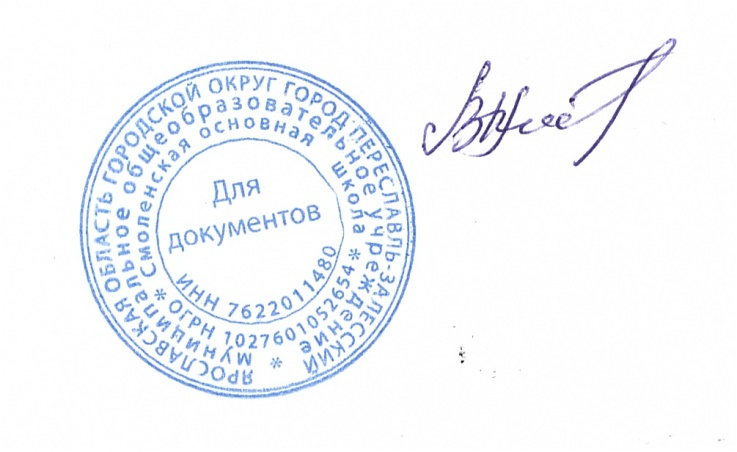 ЯРОСЛАВСКАЯ ОБЛАСТЬ ГОРОДСКОЙ ОКРУГ ГОРОД ПЕРЕСЛАВЛЬ-ЗАЛЕССКИЙ *
муниципальное общеобразовательное учреждение
* Смоленская основная школа *
ОГРН 1027601052654
ИНН 7622011480
Для
документов